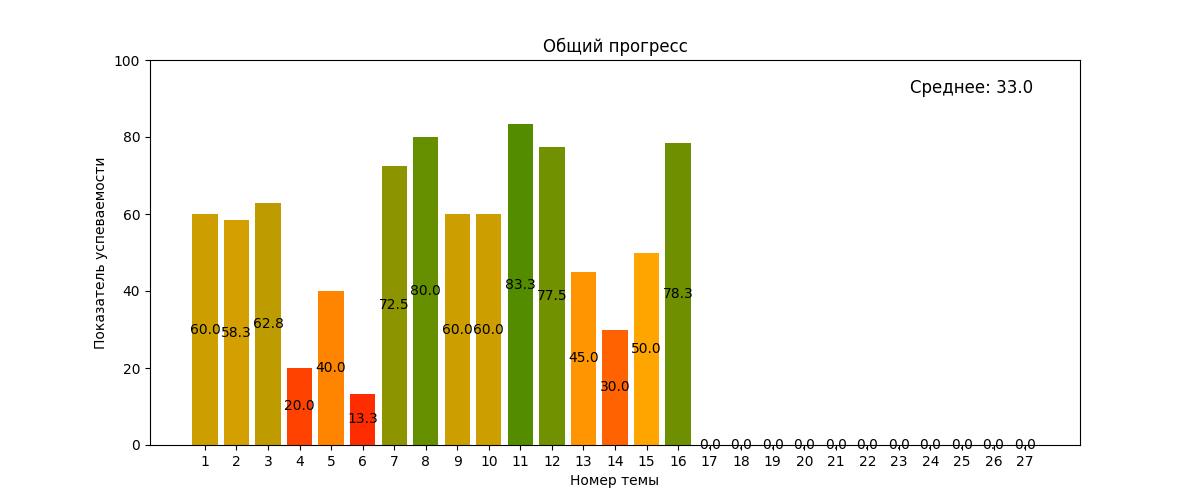 Общий прогресс
Среднее: 33.0
Показатель успеваемости
100
80
60
40
20
0
60.0 58.3 62.8 20.0 40.0 13.3 72.5 80.0 60.0 60.0 83.3 77.5 45.0 30.0 50.0 78.3 0.0 0.0 0.0 0.0 0.0 0.0 0.0 0.0 0.0 0.0 0.0
1 2 3 4 5 6 7 8 9 10 11 12 13 14 15 16 17 18 19 20 21 22 23 24 25 26 27
Номер темы